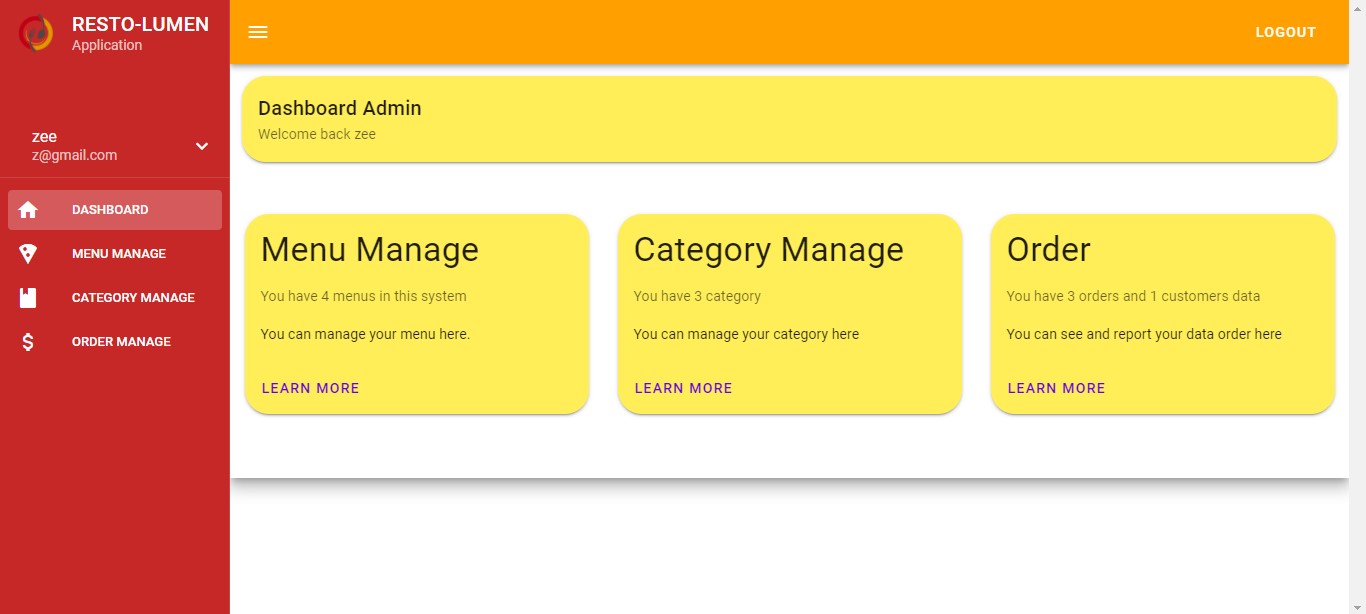 RESTO-LUMEN
Application
LOGOUT
zee
z@gmail.com
DASHBOARD
MENU MANAGE
CATEGORY MANAGE
ORDER MANAGE
Dashboard Admin
Welcome back zee
Menu Manage
You have 4 menus in this system
You can manage your menu here.
LEARN MORE
Category Manage
You have 3 category
You can manage your category here
LEARN MORE
Order
You have 3 orders and 1 customers data
You can see and report your data order here
LEARN MORE